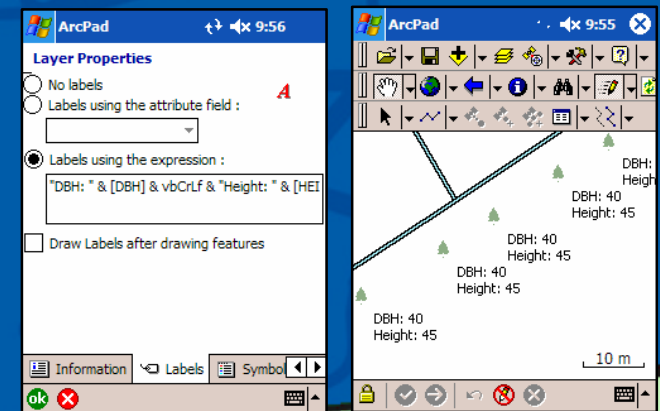 ArcPad 9:56
Layer Properties
No labels
A
Labels using the attribute field :
Labels using the expression :
"DBH: " & [DBH] & vbCrLf & "Height: " & [HEI
Draw Labels after drawing features
Information Labels Symbol
ok
ArcPad 9:55
DBH:
Heigh
DBH: 40
Height: 45
DBH: 40
Height: 45
DBH: 40
Height: 45
DBH: 40
Height: 45
10 m